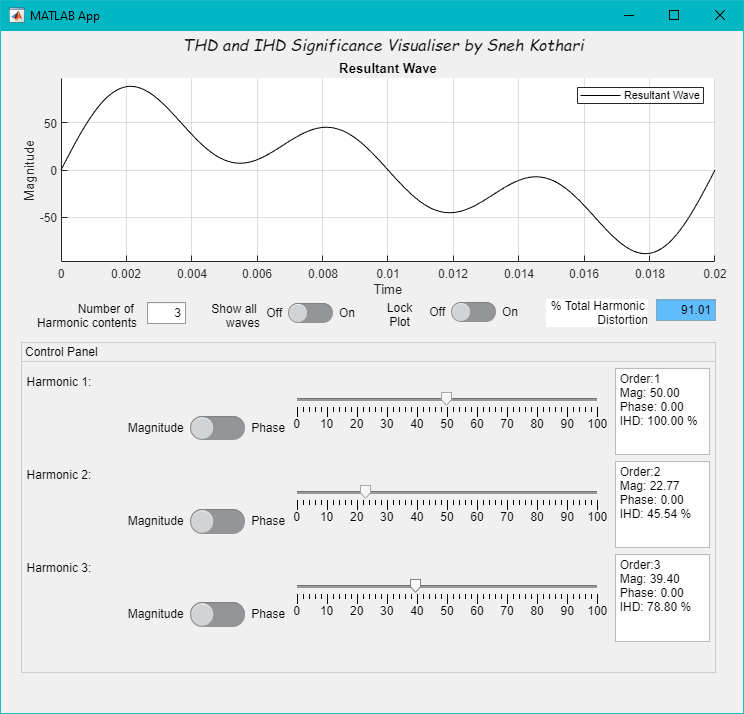 MATLAB App
THD and IHD Significance Visualiser by Sneh Kothari
Resultant Wave
Resultant Wave
Magnitude
50
0
-50
0 0.002 0.004 0.006 0.008 0.01 0.012 0.014 0.016 0.018 0.02
Time
Number of
Harmonic contents
3
Show all
waves
Off On
Lock
Plot
Off On
% Total Harmonic
Distortion
91.01
Control Panel
Harmonic 1:
Magnitude Phase
0 10 20 30 40 50 60 70 80 90 100
Order:1
Mag: 50.00
Phase: 0.00
IHD: 100.00 %
Harmonic 2:
Magnitude Phase
0 10 20 30 40 50 60 70 80 90 100
Order:2
Mag: 22.77
Phase: 0.00
IHD: 45.54 %
Harmonic 3:
Magnitude Phase
0 10 20 30 40 50 60 70 80 90 100
Order:3
Mag: 39.40
Phase: 0.00
IHD: 78.80 %